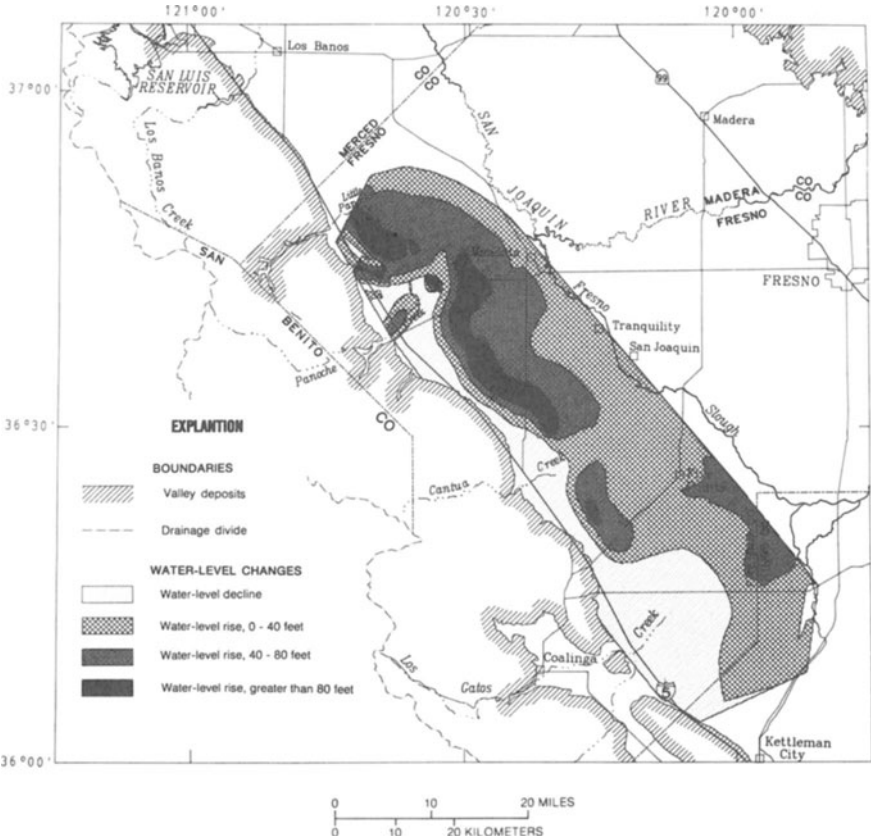 121°00'
120°30'
120°00'
37°00'
36°30'
36°00'
Los Banos
SAN LUIS
RESERVOIR
Los Banos
Creek
MERCED
FRESNO
CO
CO
SAN
JOAQUIN
RIVER
MADERA
FRESNO
CO
CO
99
Madera
FRESNO
Fresno
Slough
Tranquility
San Joaquin
SAN
BENITO
CO
Panoche
Cantua
Creek
Los
Gatos
Creek
Coalinga
5
Kettleman
City
EXPLANTION
BOUNDARIES
Valley deposits
Drainage divide
WATER-LEVEL CHANGES
Water-level decline
Water-level rise, 0 - 40 feet
Water-level rise, 40 - 80 feet
Water-level rise, greater than 80 feet
0 10 20 MILES
0 10 20 KILOMETERS